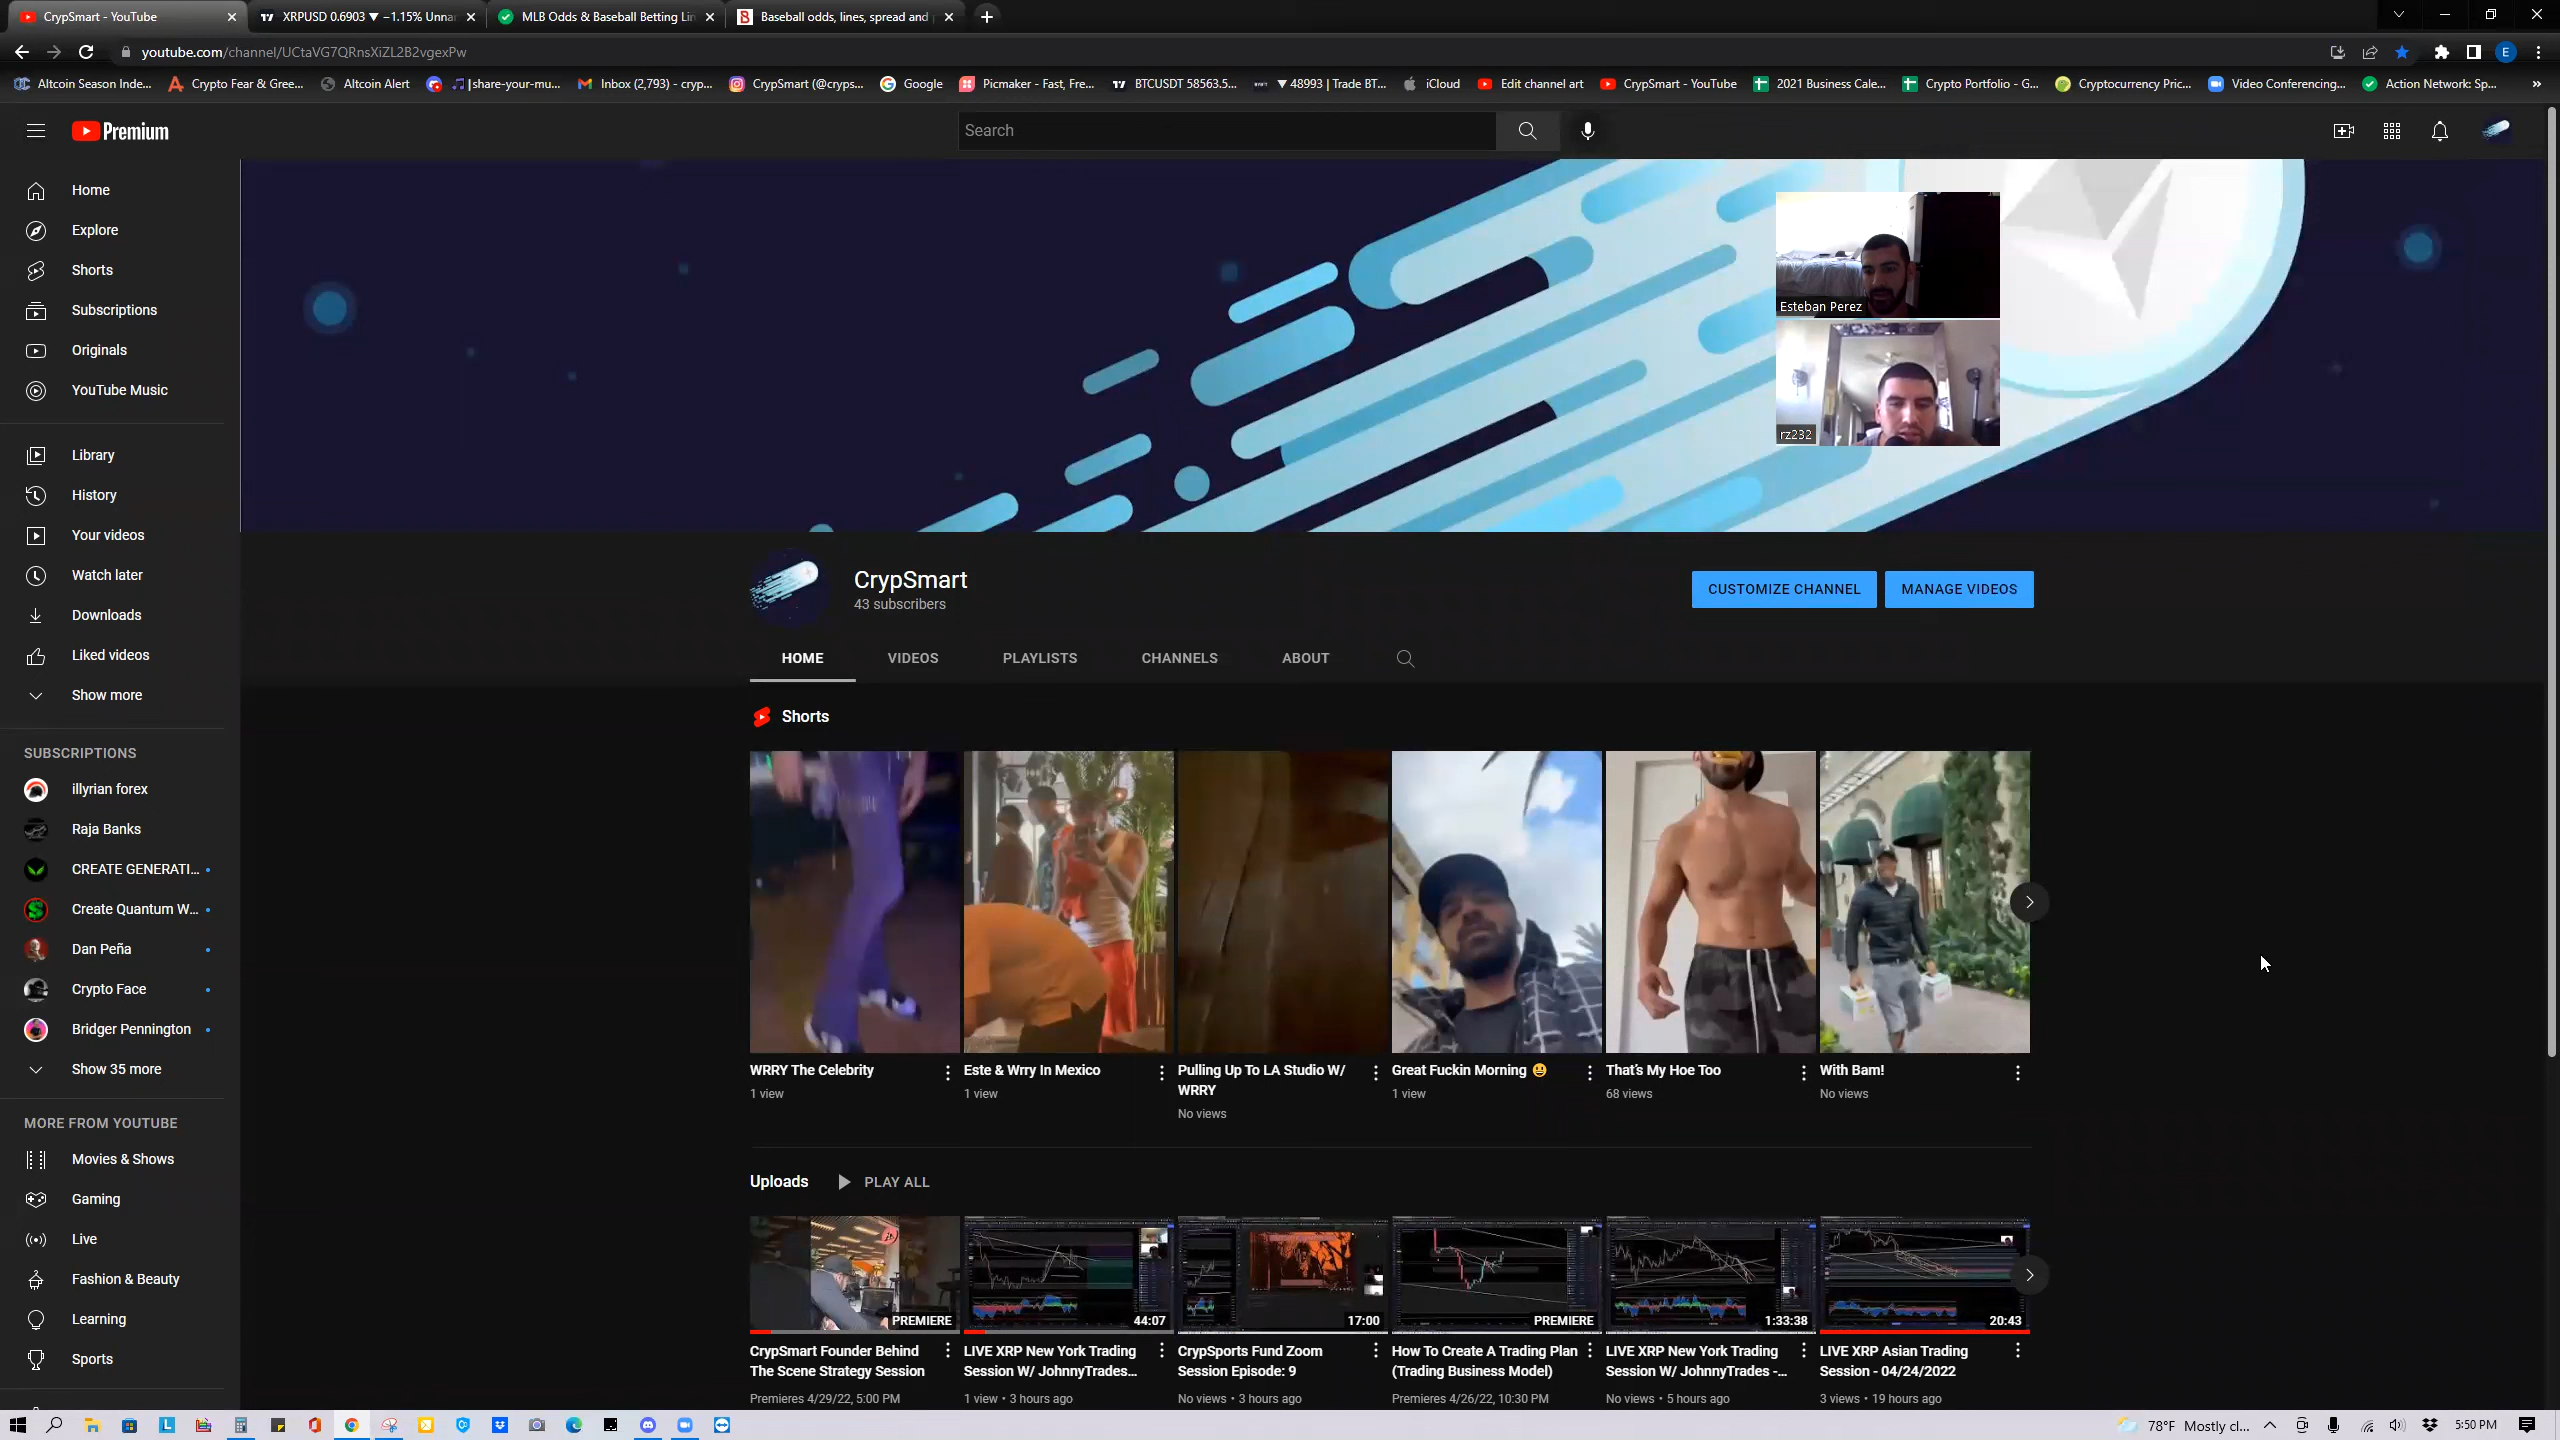 CrypSmart - YouTube
XRPUSD 0.6903 ▼ −1.15% Unna
MLB Odds & Baseball Betting Lin
Baseball odds, lines, spread and
youtube.com/channel/UCtaVG7QRnsXiZL2B2vgexPw
E
Altcoin Season Inde...
Crypto Fear & Gree...
Altcoin Alert
share-your-mu...
Inbox (2,793) - cryp...
CrypSmart (@cryps...
Google
Picmaker - Fast, Fre...
BTCUSDT 58563.5...
▼ 48993 | Trade BT...
iCloud
Edit channel art
CrypSmart - YouTube
2021 Business Cale...
Crypto Portfolio - G...
Cryptocurrency Pric...
Video Conferencing...
Action Network: Sp...
»
Premium
Search
Home
Explore
Shorts
Subscriptions
Originals
YouTube Music
Library
History
Your videos
Watch later
Downloads
Liked videos
Show more
SUBSCRIPTIONS
illyrian forex
Raja Banks
CREATE GENERATI...
Create Quantum W...
Dan Peña
Crypto Face
Bridger Pennington
Show 35 more
MORE FROM YOUTUBE
Movies & Shows
Gaming
Live
Fashion & Beauty
Learning
Sports
Esteban Perez
rz232
CrypSmart
43 subscribers
CUSTOMIZE CHANNEL
MANAGE VIDEOS
HOME
VIDEOS
PLAYLISTS
CHANNELS
ABOUT
Shorts
WRRY The Celebrity
1 view
Este & Wrry In Mexico
1 view
Pulling Up To LA Studio W/
WRRY
No views
Great Fuckin Morning 😃
1 view
That's My Hoe Too
68 views
With Bam!
No views
Uploads
PLAY ALL
PREMIERE
CrypSmart Founder Behind
The Scene Strategy Session
Premieres 4/29/22, 5:00 PM
44:07
LIVE XRP New York Trading
Session W/ JohnnyTrades...
1 view • 3 hours ago
17:00
CrypSports Fund Zoom
Session Episode: 9
No views • 3 hours ago
PREMIERE
How To Create A Trading Plan
(Trading Business Model)
Premieres 4/26/22, 10:30 PM
1:33:38
LIVE XRP New York Trading
Session W/ JohnnyTrades -...
No views • 5 hours ago
20:43
LIVE XRP Asian Trading
Session - 04/24/2022
3 views • 19 hours ago
78°F Mostly cl...
5:50 PM